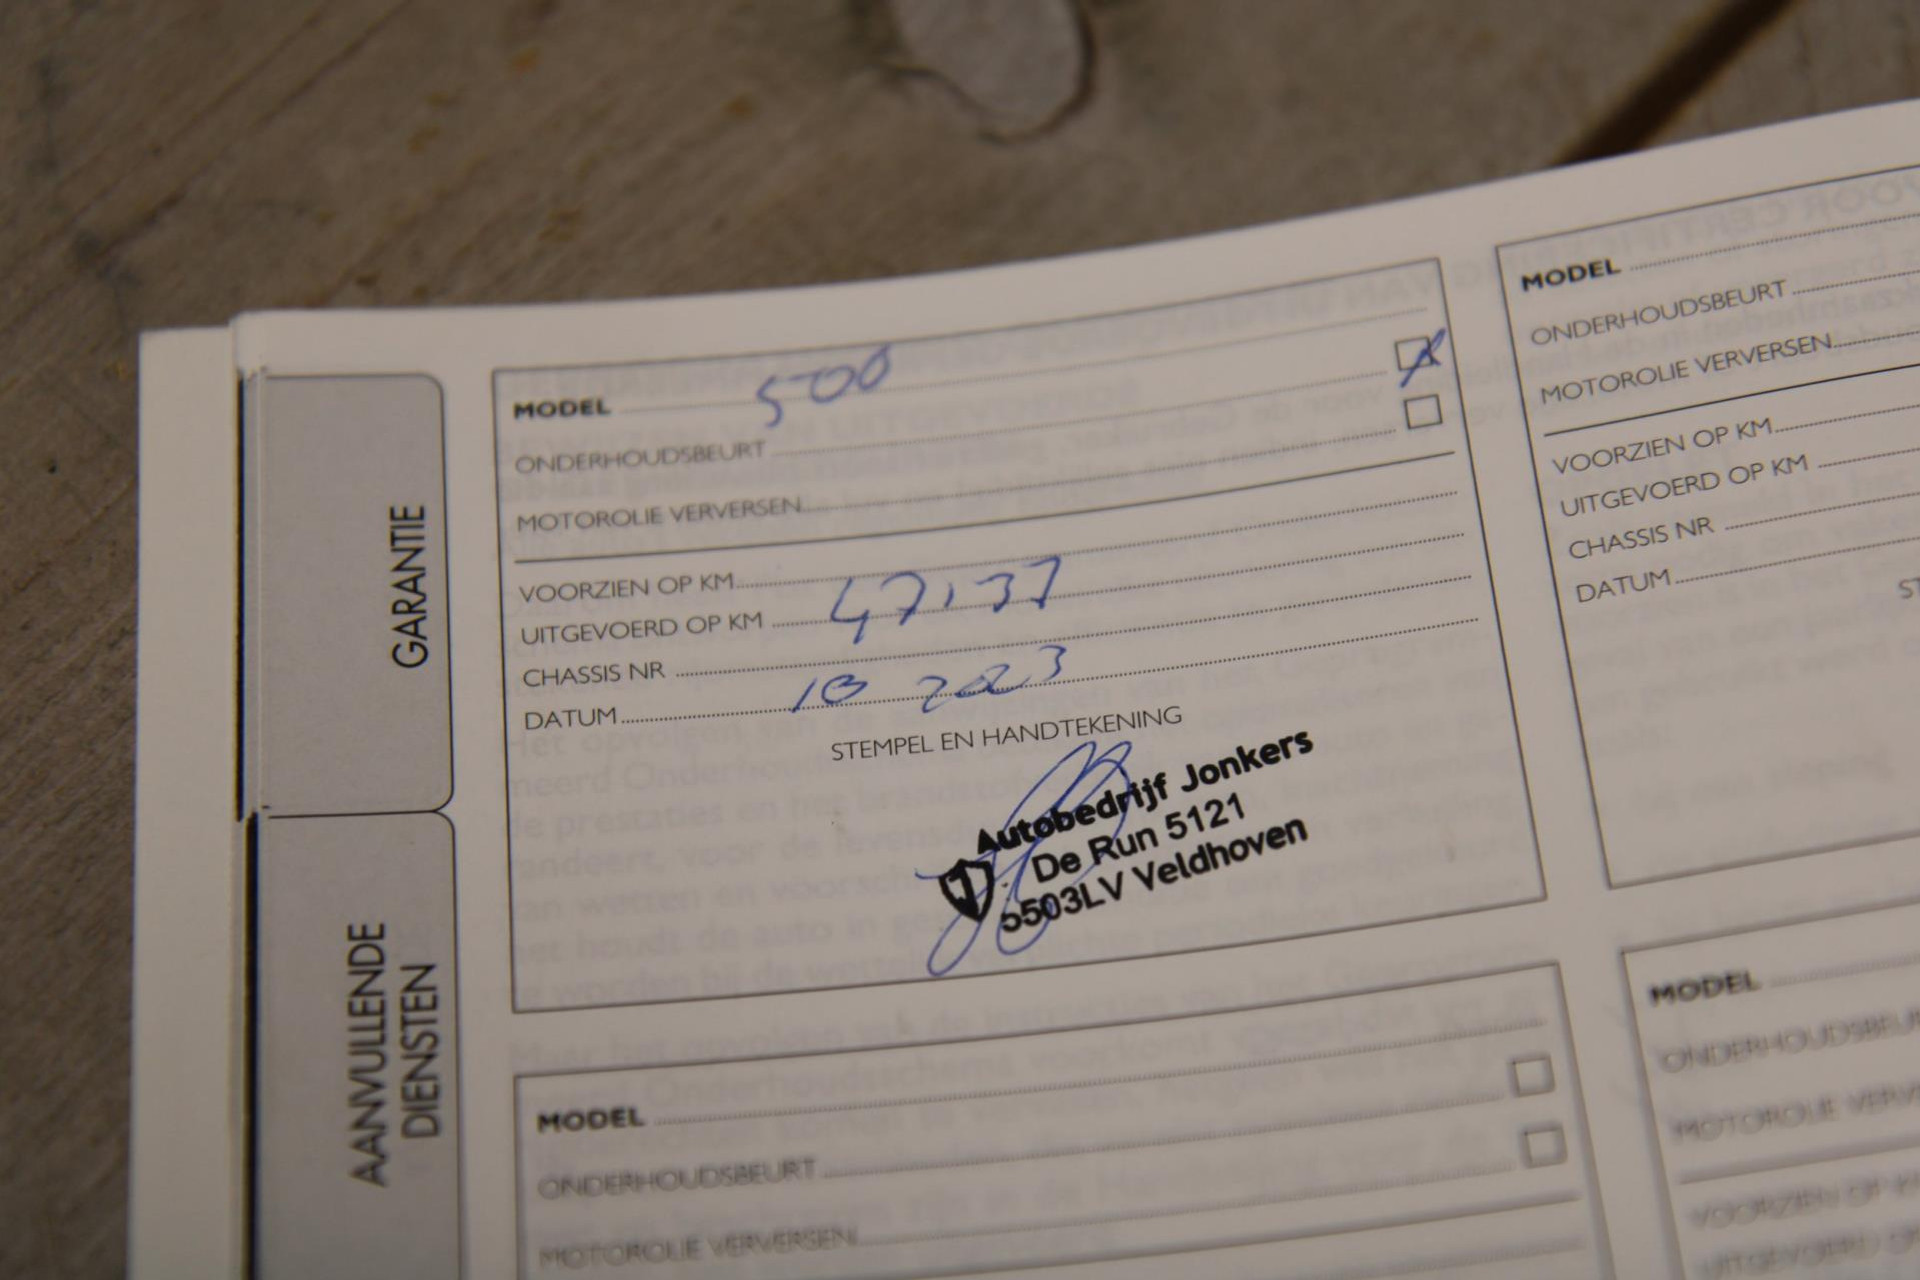 GARANTIE
AANVULLENDE
DIENSTEN
MODEL 500
ONDERHOUDSBEURT
MOTOROLIE VERVERSEN
VOORZIEN OP KM
UITGEVOERD OP KM
CHASSIS NR
DATUM 10 2023
STEMPEL EN HANDTEKENING
Autobedrijf Jonkers
De Run 5121
5503LV Veldhoven
MODEL
ONDERHOUDSBEURT
MOTOROLIE VERVERSEN
VOORZIEN OP KM
UITGEVOERD OP KM
CHASSIS NR
DATUM
MODEL
ONDERHOUDSBEURT
MOTOROLIE VERVERSEN
MODEL